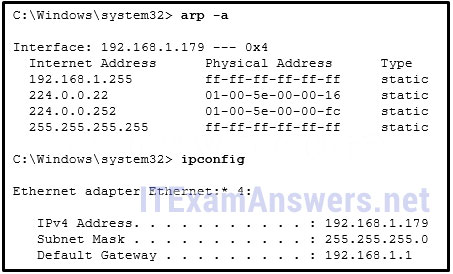 C:\Windows\system32> arp -a
Interface: 192.168.1.179 --- 0x4
Internet Address Physical Address Type
192.168.1.255 ff-ff-ff-ff-ff-ff static
224.0.0.22 01-00-5e-00-00-16 static
224.0.0.252 01-00-5e-00-00-fc static
255.255.255.255 ff-ff-ff-ff-ff-ff static
C:\Windows\system32> ipconfig
Ethernet adapter Ethernet:* 4:
ITExamAnswers.net
IPv4 Address. . . . . . . . . . . : 192.168.1.179
Subnet Mask . . . . . . . . . . . : 255.255.255.0
Default Gateway . . . . . . . . . : 192.168.1.1